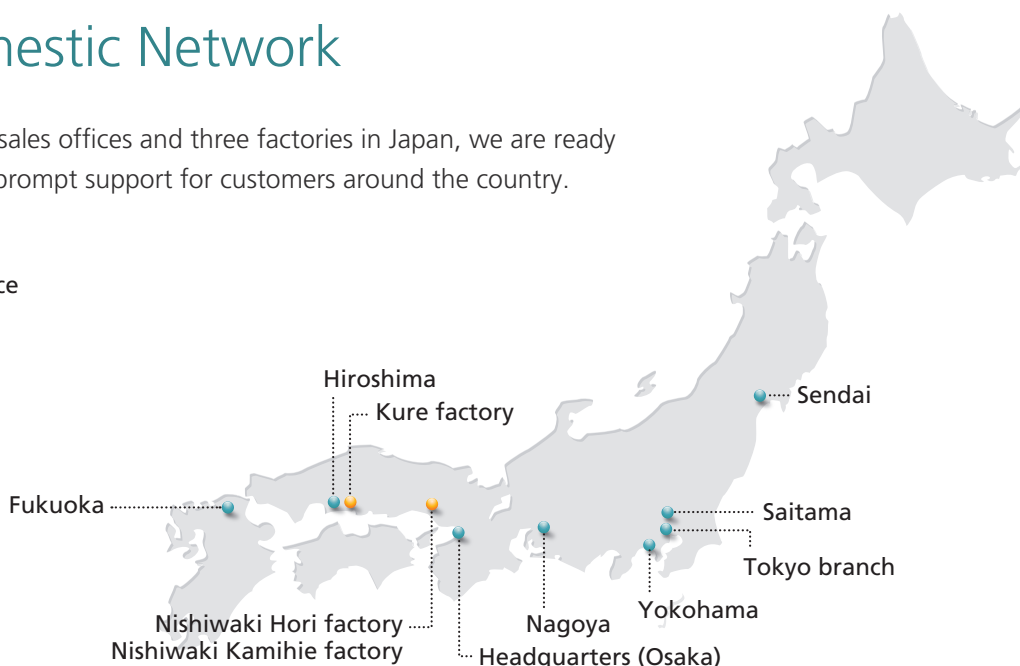 nestic Network
sales offices and three factories in Japan, we are ready
prompt support for customers around the country.
ce
Hiroshima
Kure factory
Sendai
Fukuoka
Saitama
Tokyo branch
Yokohama
Nishiwaki Hori factory
Nagoya
Nishiwaki Kamihie factory
Headquarters (Osaka)